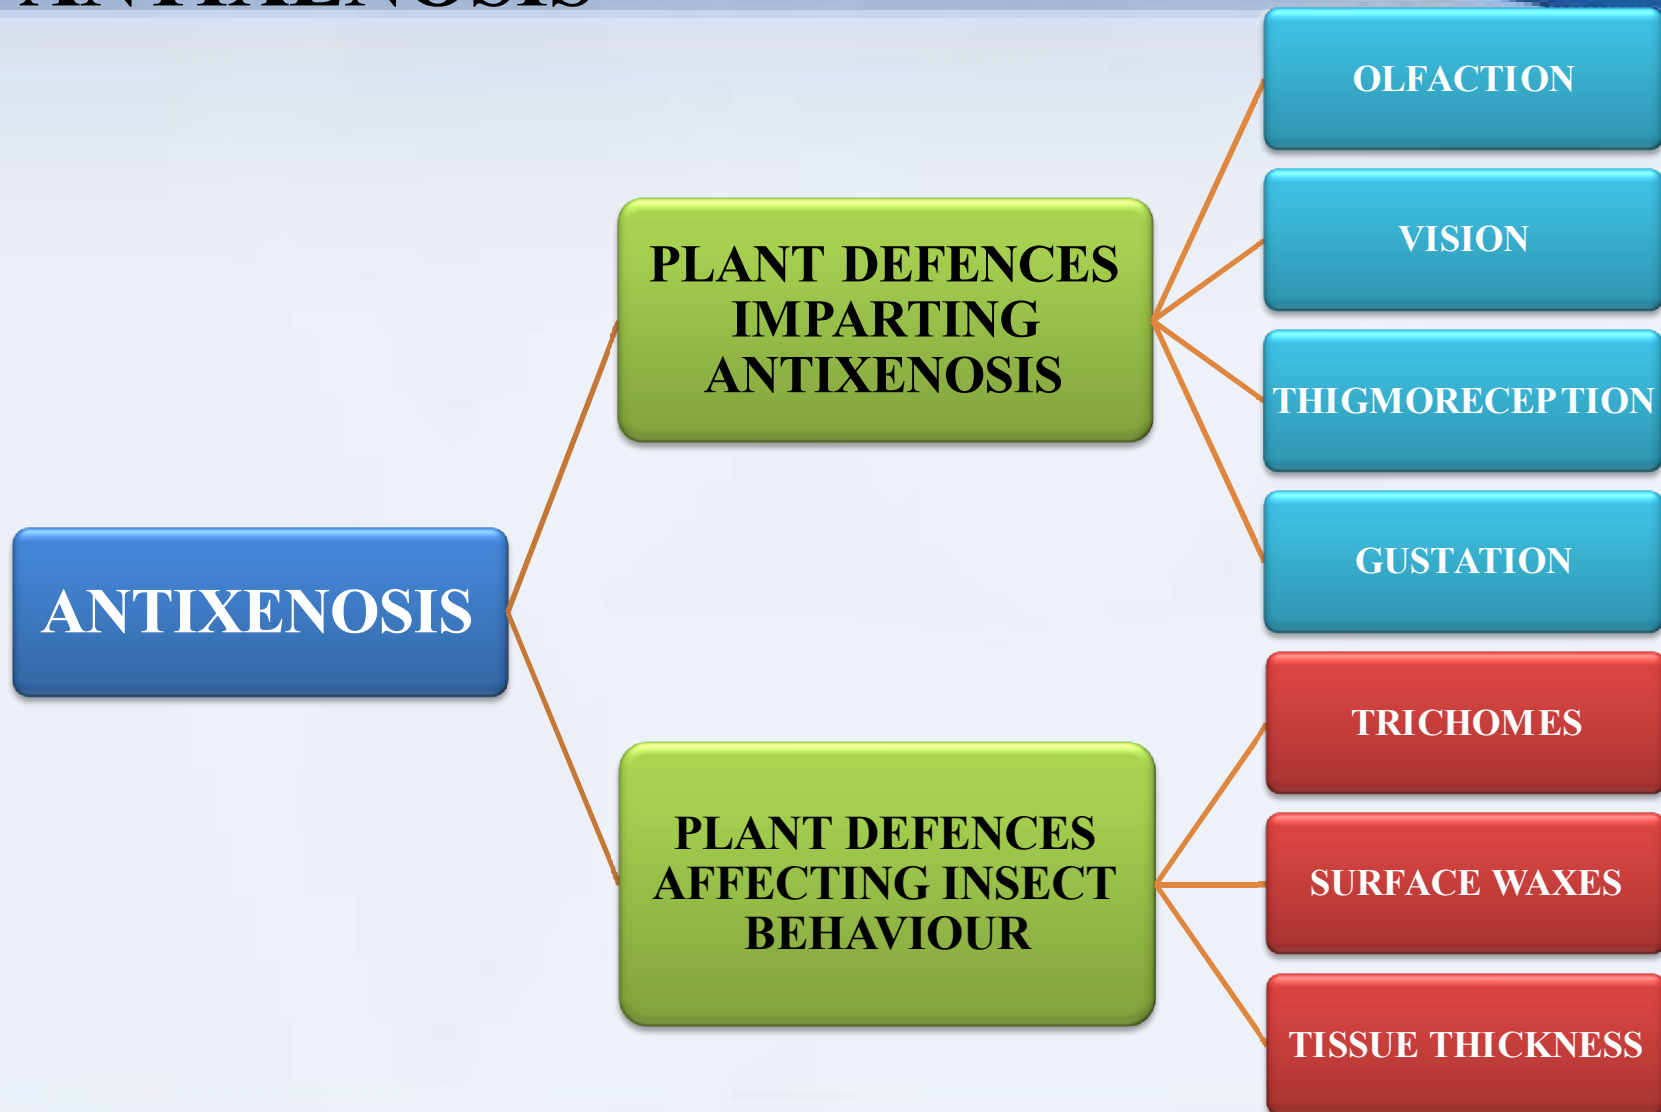 ANTIXENOSIS
OLFACTION
VISION
THIGMORECEPTION
GUSTATION
PLANT DEFENCES
IMPARTING
ANTIXENOSIS
ANTIXENOSIS
PLANT DEFENCES
AFFECTING INSECT
BEHAVIOUR
TRICHOMES
SURFACE WAXES
TISSUE THICKNESS